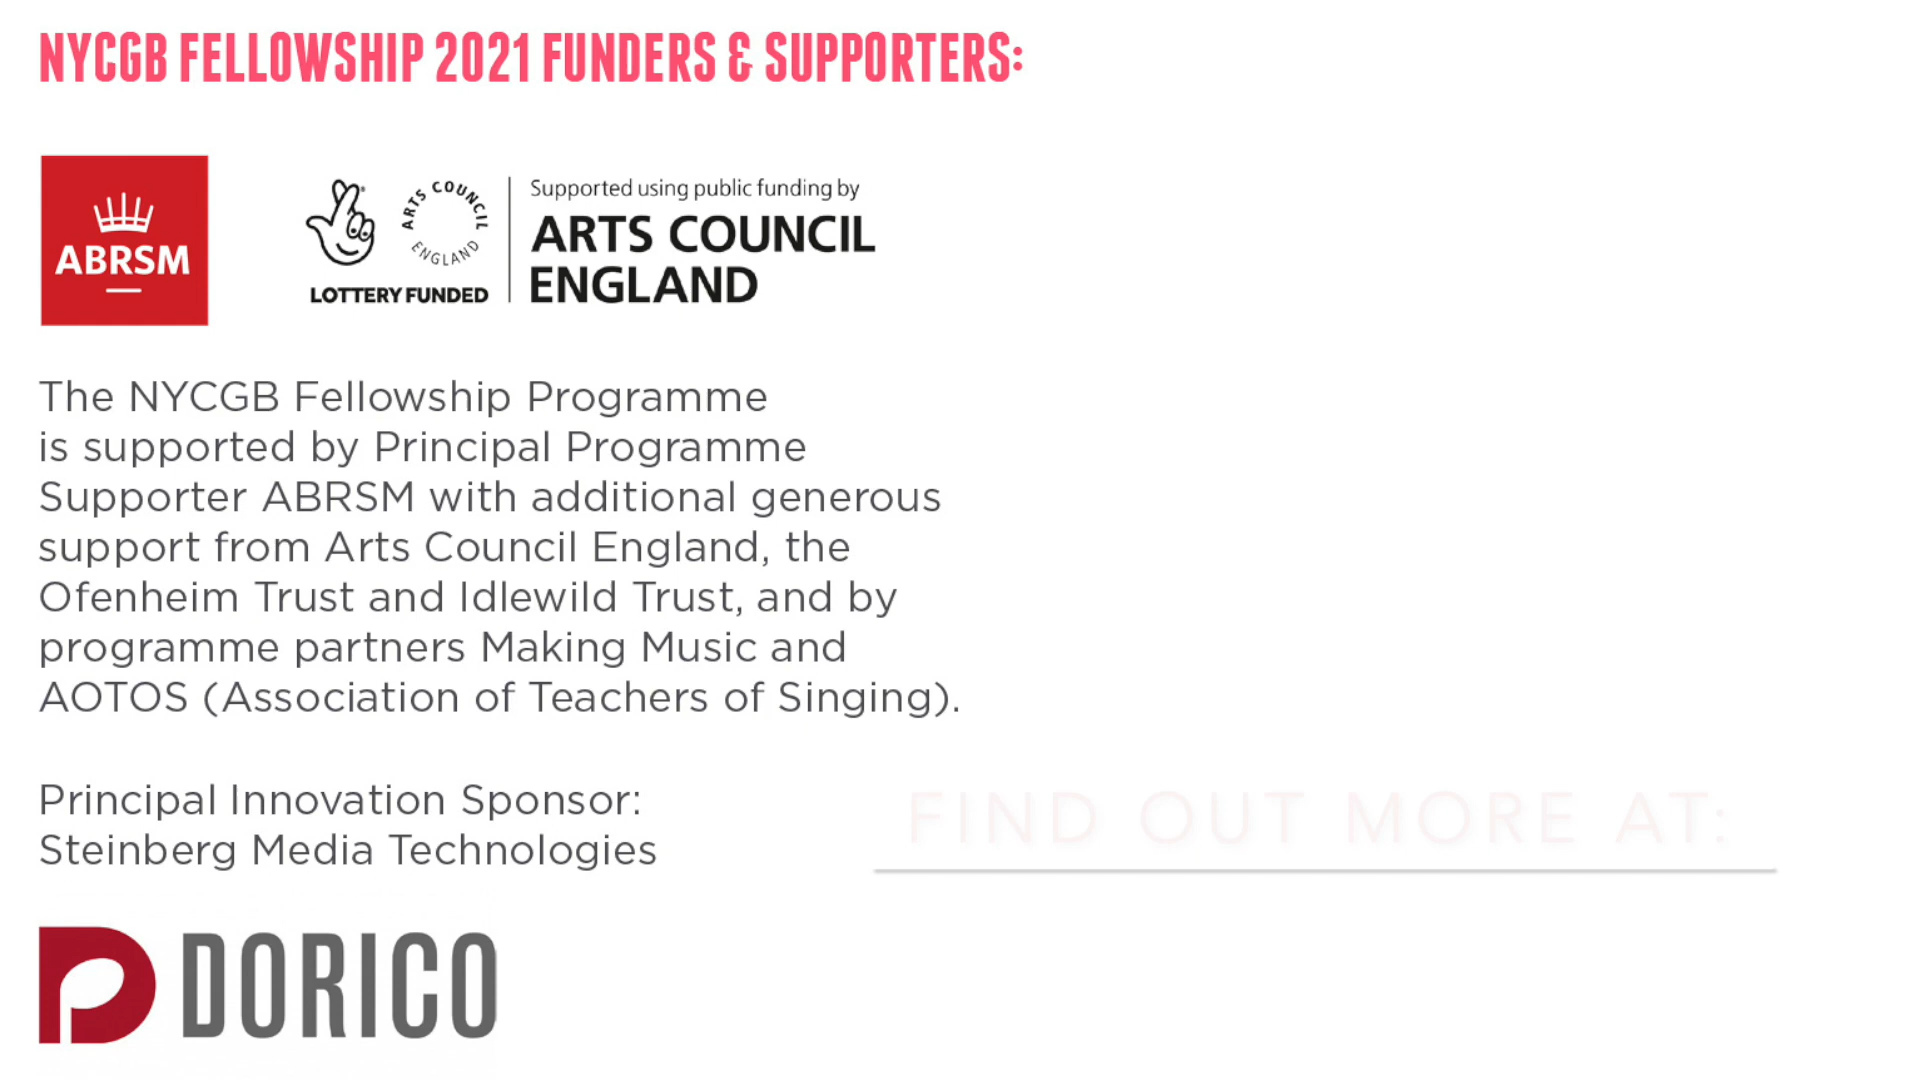 NYCGB FELLOWSHIP 2021 FUNDERS & SUPPORTERS:
ABRSM
ARTS COUNCIL
ENGLAND
LOTTERY FUNDED
Supported using public funding by
ARTS COUNCIL
ENGLAND
The NYCGB Fellowship Programme
is supported by Principal Programme
Supporter ABRSM with additional generous
support from Arts Council England, the
Ofenheim Trust and Idlewild Trust, and by
programme partners Making Music and
AOTOS (Association of Teachers of Singing).
Principal Innovation Sponsor:
Steinberg Media Technologies
FIND OUT MORE AT:
DORICO